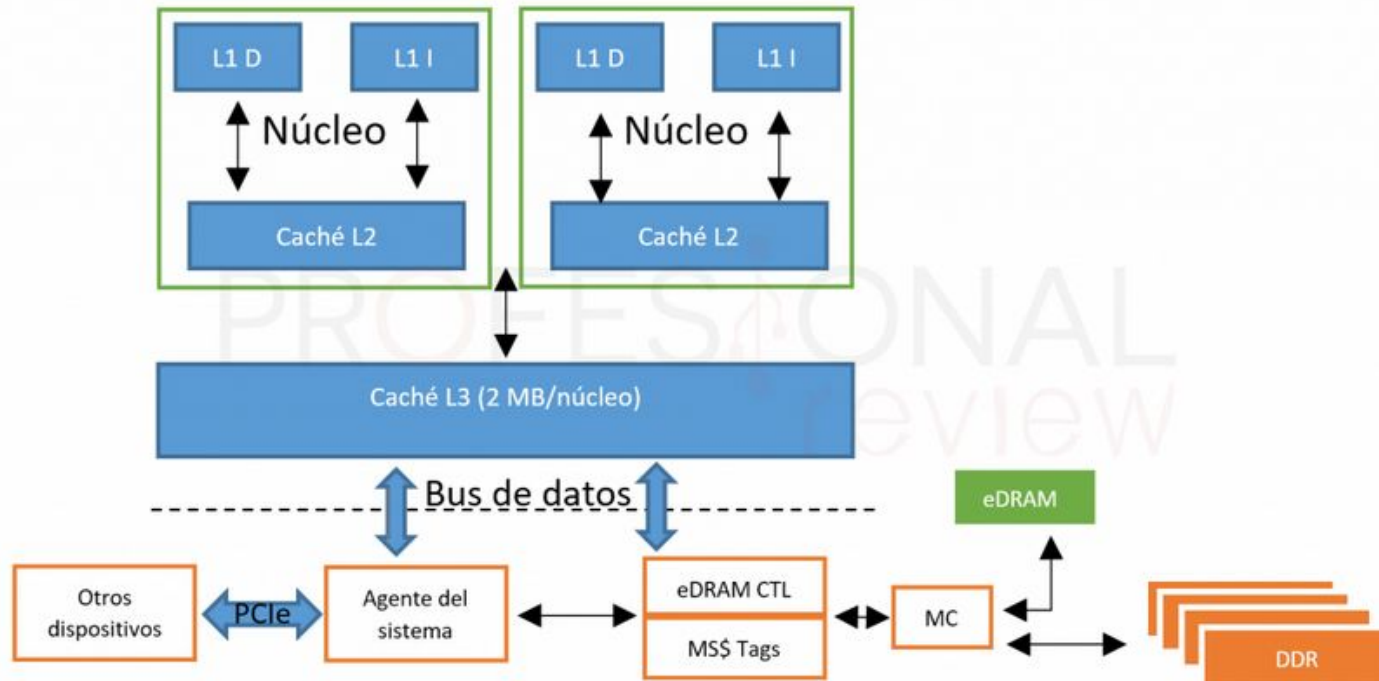 L1 D
L1 I
L1 D
L1 I
Núcleo
Núcleo
Caché L2
Caché L2
PROFESIONAL
review
Caché L3 (2 MB/núcleo)
Bus de datos
eDRAM
Otros
dispositivos
PCIe
Agente del
sistema
eDRAM CTL
MS$ Tags
MC
DDR